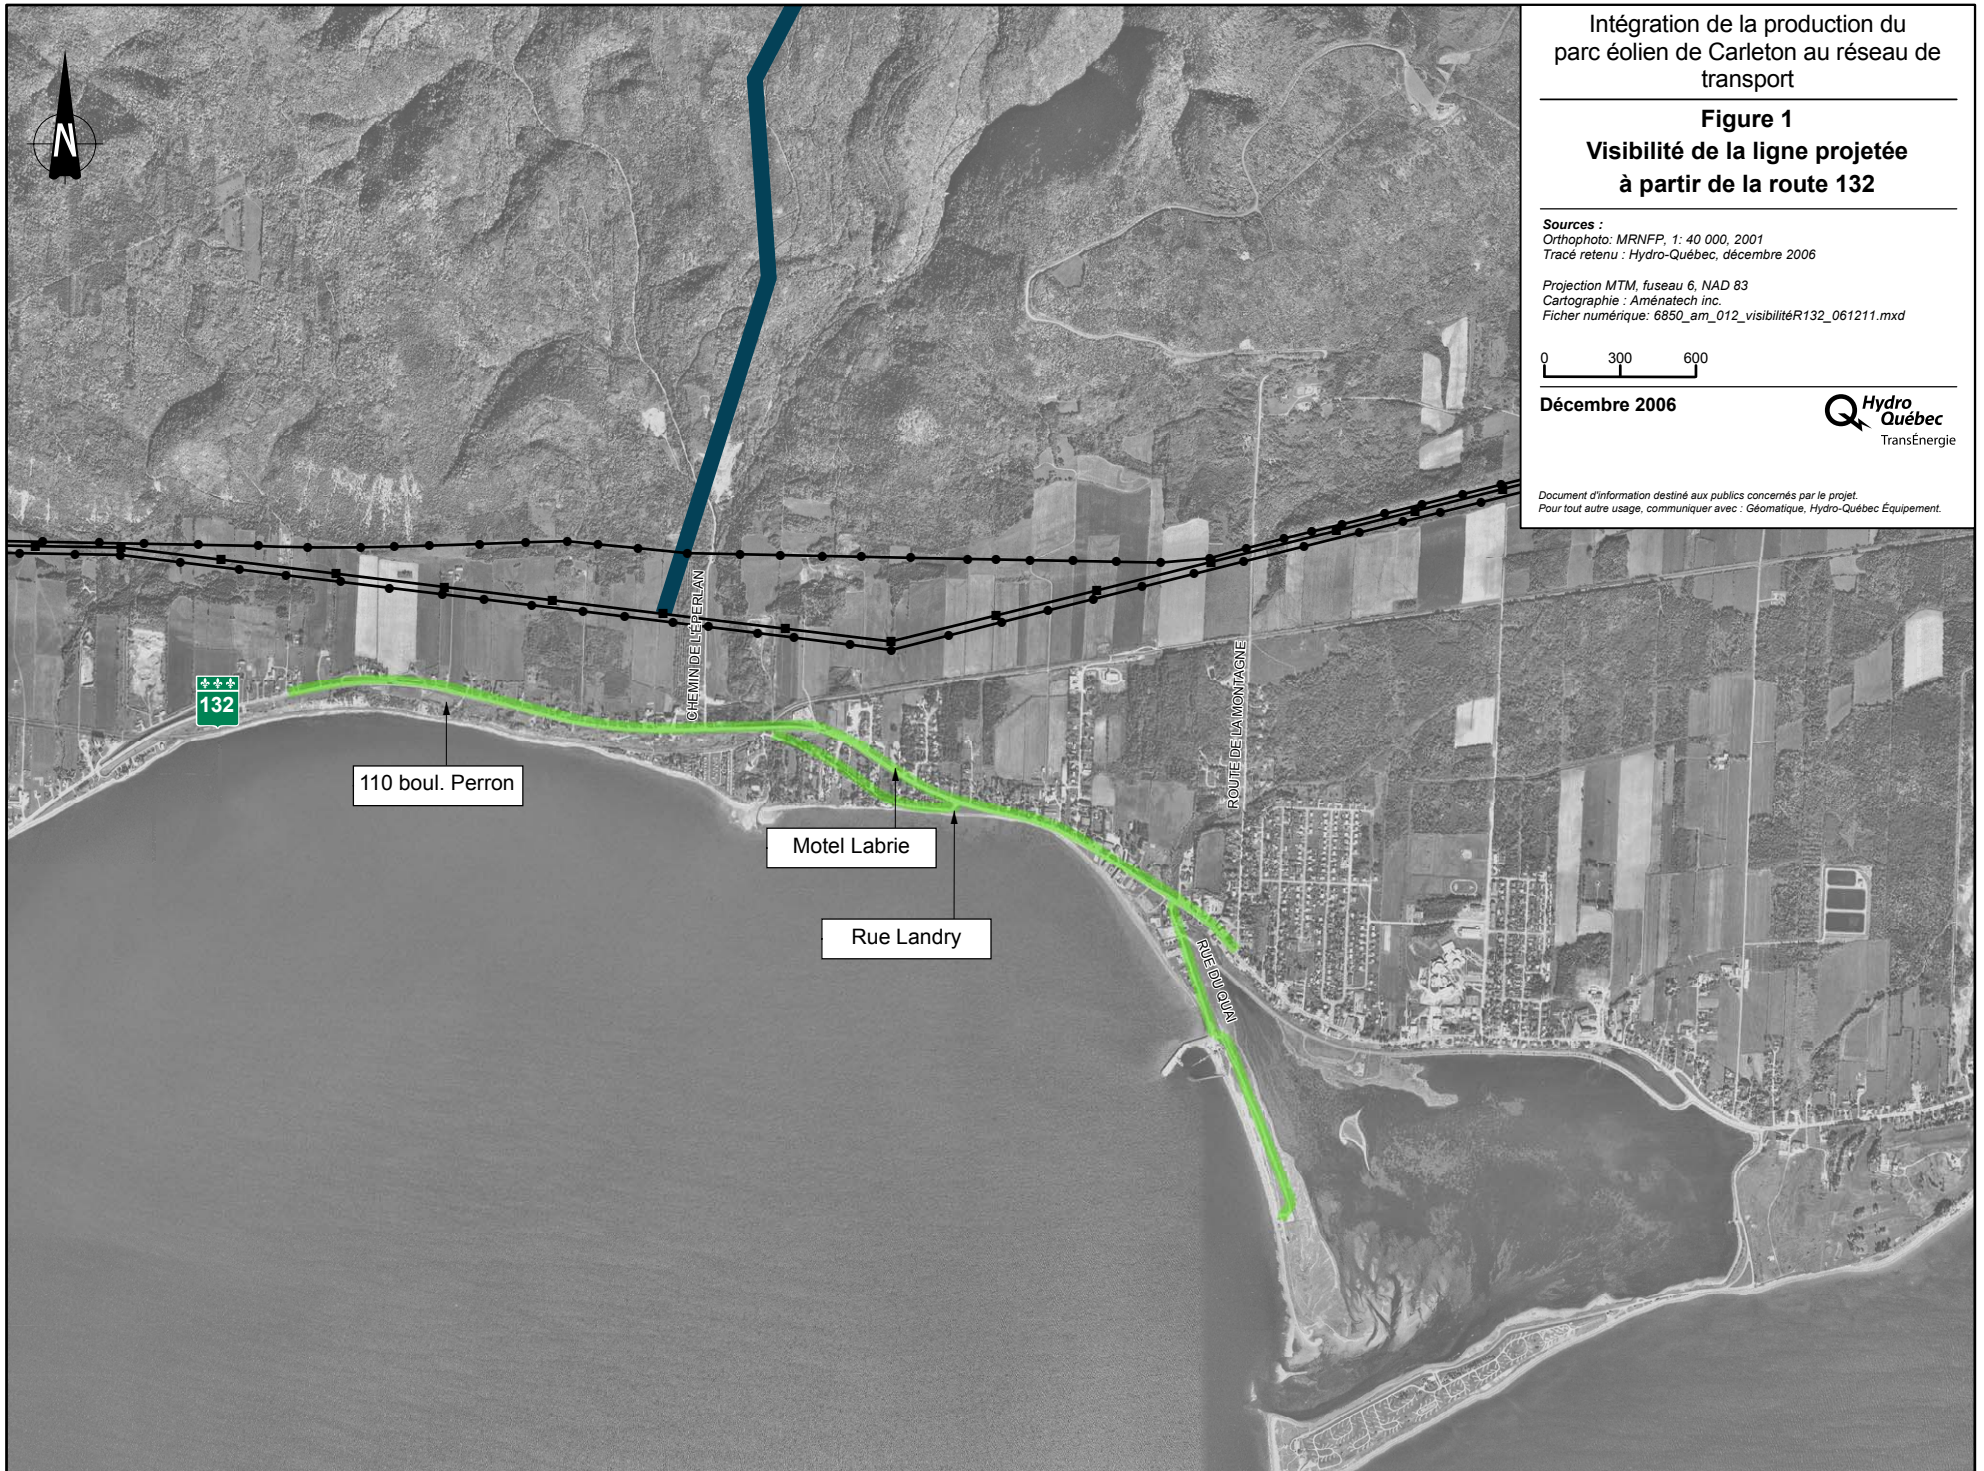 Intégration de la production du
parc éolien de Carleton au réseau de
transport
Figure 1
Visibilité de la ligne projetée
à partir de la route 132
Sources :
Orthophoto: MRNFP, 1: 40 000, 2001
Tracé retenu : Hydro-Québec, décembre 2006
Projection MTM, fuseau 6, NAD 83
Cartographie : Aménatech inc.
Ficher numérique: 6850_am_012_visibilitéR132_061211.mxd
0 300 600
Décembre 2006
Hydro
Québec
TransÉnergie
Document d'information destiné aux publics concernés par le projet.
Pour tout autre usage, communiquer avec : Géomatique, Hydro-Québec Équipement.
N
CHEMIN DE L'ÉPERLAN
ROUTE DE LA MONTAGNE
132
110 boul. Perron
Motel Labrie
Rue Landry
RUE DU QUAI